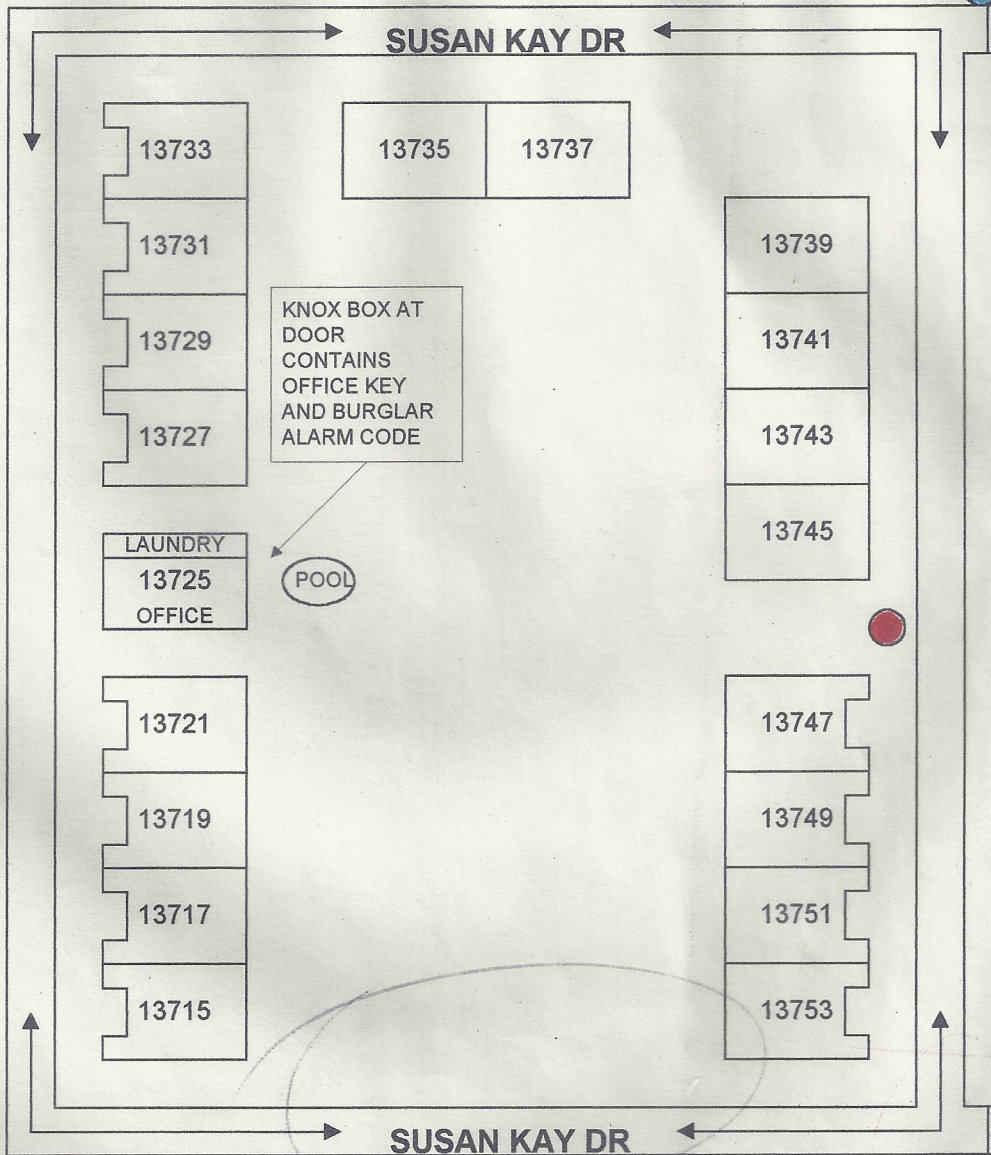 SUSAN KAY DR
13733
13735
13737
13731
13739
KNOX BOX AT
DOOR
CONTAINS
OFFICE KEY
AND BURGLAR
ALARM CODE
13729
13741
13727
13743
13745
LAUNDRY
13725
OFFICE
POOL
13721
13747
13719
13749
13717
13751
13715
13753
SUSAN KAY DR